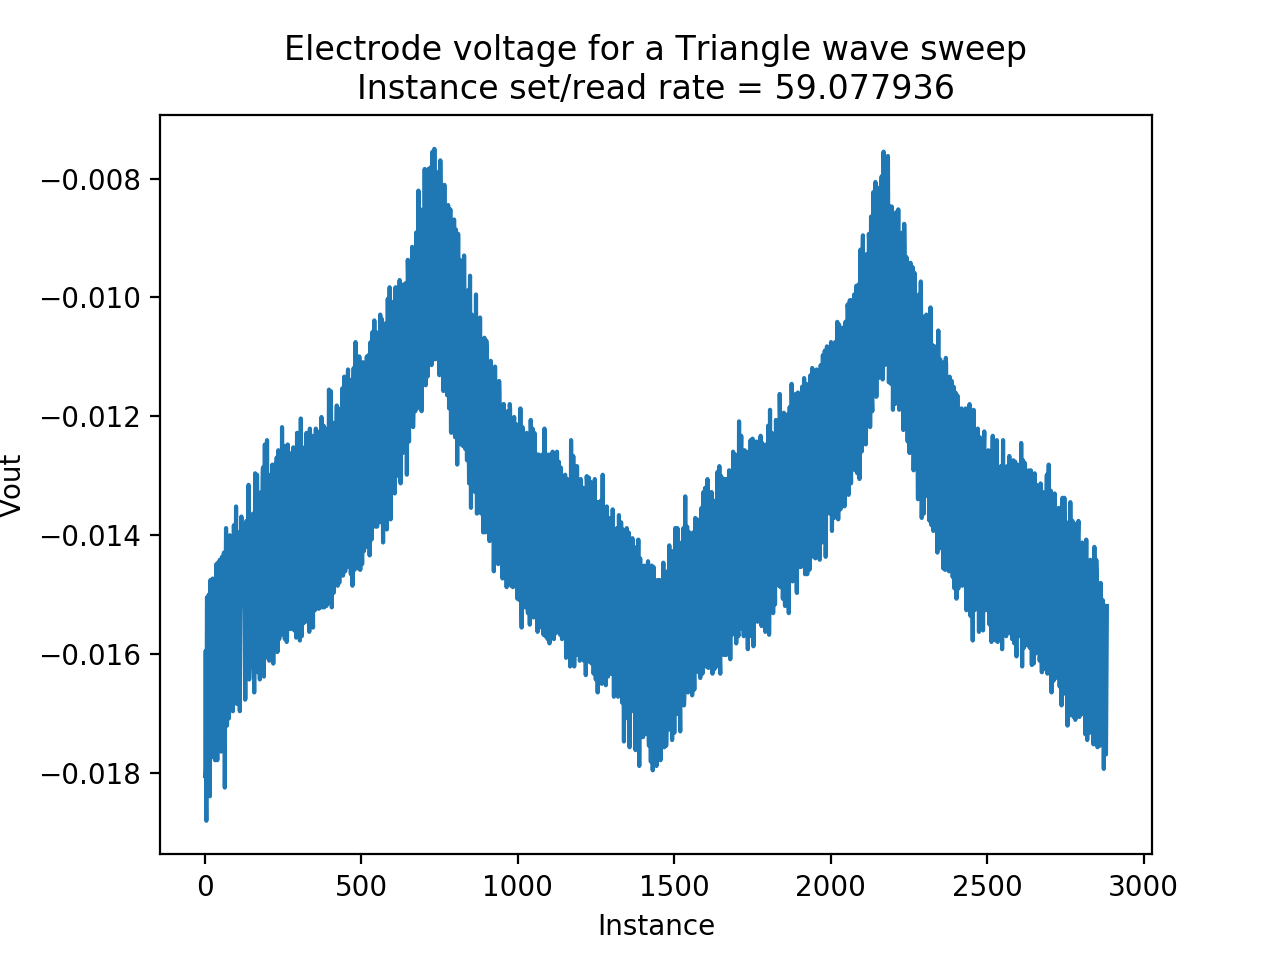 Electrode voltage for a Triangle wave sweep
Instance set/read rate = 59.077936
−0.008
−0.010
−0.012
−0.014
−0.016
−0.018
Vout
0 500 1000 1500 2000 2500 3000
Instance